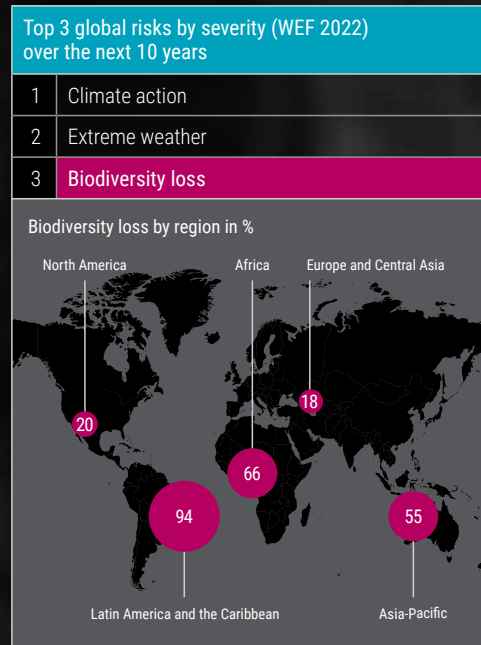 Top 3 global risks by severity (WEF 2022)
over the next 10 years
1 Climate action
2 Extreme weather
3 Biodiversity loss
Biodiversity loss by region in %
North America
Africa
Europe and Central Asia
18
20
66
94
55
Latin America and the Caribbean
Asia-Pacific